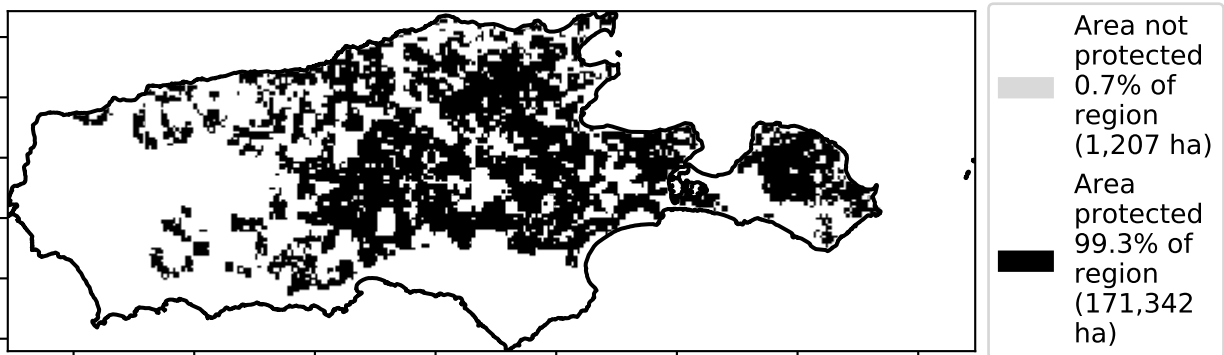 Area not
protected
0.7% of
region
(1,207 ha)
Area
protected
99.3% of
region
(171,342
ha)